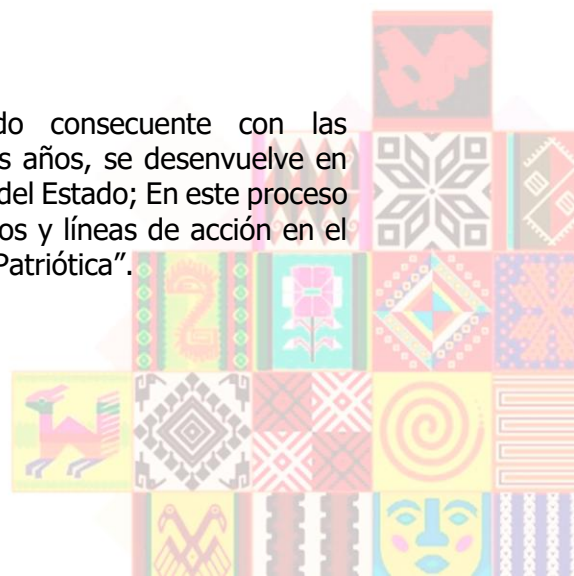 do consecuente con las
s años, se desenvuelve en
del Estado; En este proceso
os y líneas de acción en el
Patriótica”.